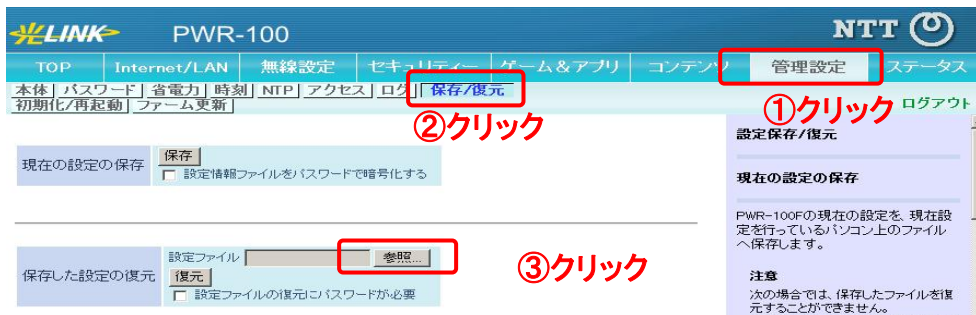 光LINK PWR-100 NTT
TOP Internet/LAN 無線設定 セキュリティー ゲーム&アプリ コンテンツ 管理設定 ステータス
本体 パスワード 省電力 時刻 NTP アクセス ログ 保存/復元
初期化/再起動 ファーム更新
①クリック
ログアウト
②クリック
設定保存/復元
現在の設定の保存
保存
設定情報ファイルをパスワードで暗号化する
現在の設定の保存
PWR-100Fの現在の設定を、現在設
定を行っているパソコン上のファイル
へ保存します。
保存した設定の復元
設定ファイル 参照...
復元
設定ファイルの復元にパスワードが必要
③クリック
注意
次の場合では、保存したファイルを復
元することができません。